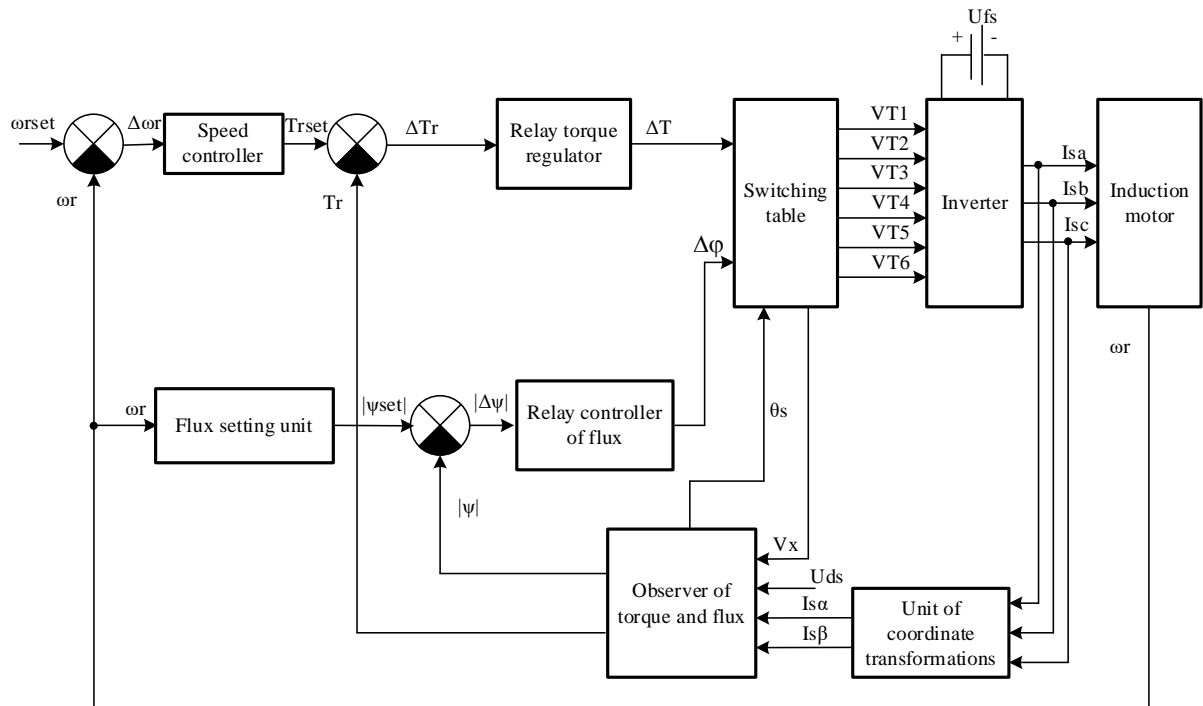 Ufs
+ -
ωrset
Δωr
Speed
controller
Trset
ΔTr
Relay torque
regulator
ΔT
Switching
table
VT1
VT2
VT3
VT4
VT5
VT6
Inverter
Isa
Isb
Isc
Induction
motor
ωr
Tr
Δφ
ωr
ωr
Flux setting unit
|ψset|
|Δψ|
Relay controller
of flux
θs
|ψ|
Observer of
torque and flux
Vx
Uds
Isα
Isβ
Unit of
coordinate
transformations